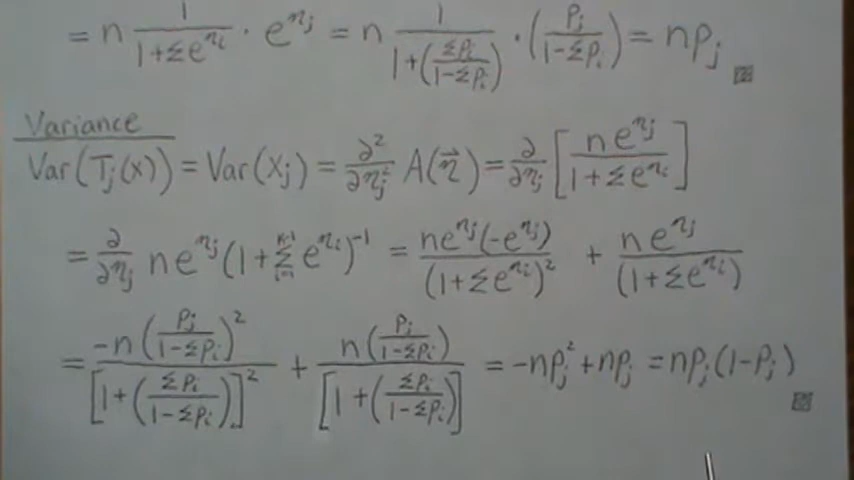 = n 1/(1+Σe^{η_i}) · e^{η_j} = n 1/(1+(Σp_i/(1-Σp_i))) · (p_j/(1-Σp_i)) = np_j
Variance
Var(T_j(x)) = Var(X_j) = ∂²/∂η_j² A(η⃗) = ∂/∂η_j [ne^{η_j}/(1+Σe^{η_i})]
= ∂/∂η_j ne^{η_j}(1+Σ_{i=1}^{k-1} e^{η_i})^{-1} = ne^{η_j}(-e^{η_j})/(1+Σe^{η_i})² + ne^{η_j}/(1+Σe^{η_i})
= -n(p_j/(1-Σp_i))²/[1+(Σp_i/(1-Σp_i))]² + n(p_j/(1-Σp_i))/[1+(Σp_i/(1-Σp_i))] = -np_j²+np_j = np_j(1-p_j)